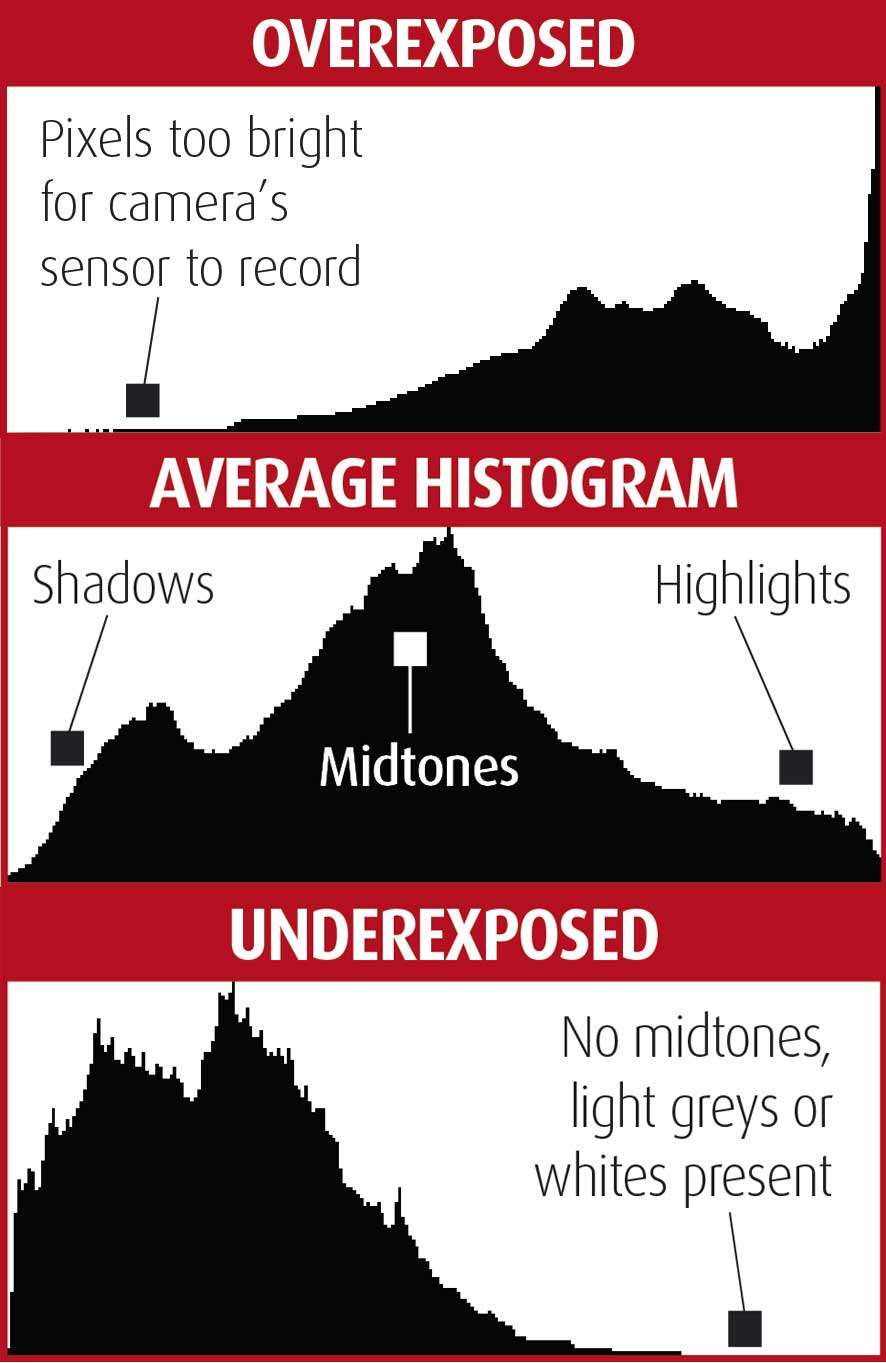 OVEREXPOSED
Pixels too bright
for camera's
sensor to record
AVERAGE HISTOGRAM
Shadows
Highlights
Midtones
UNDEREXPOSED
No midtones,
light greys or
whites present